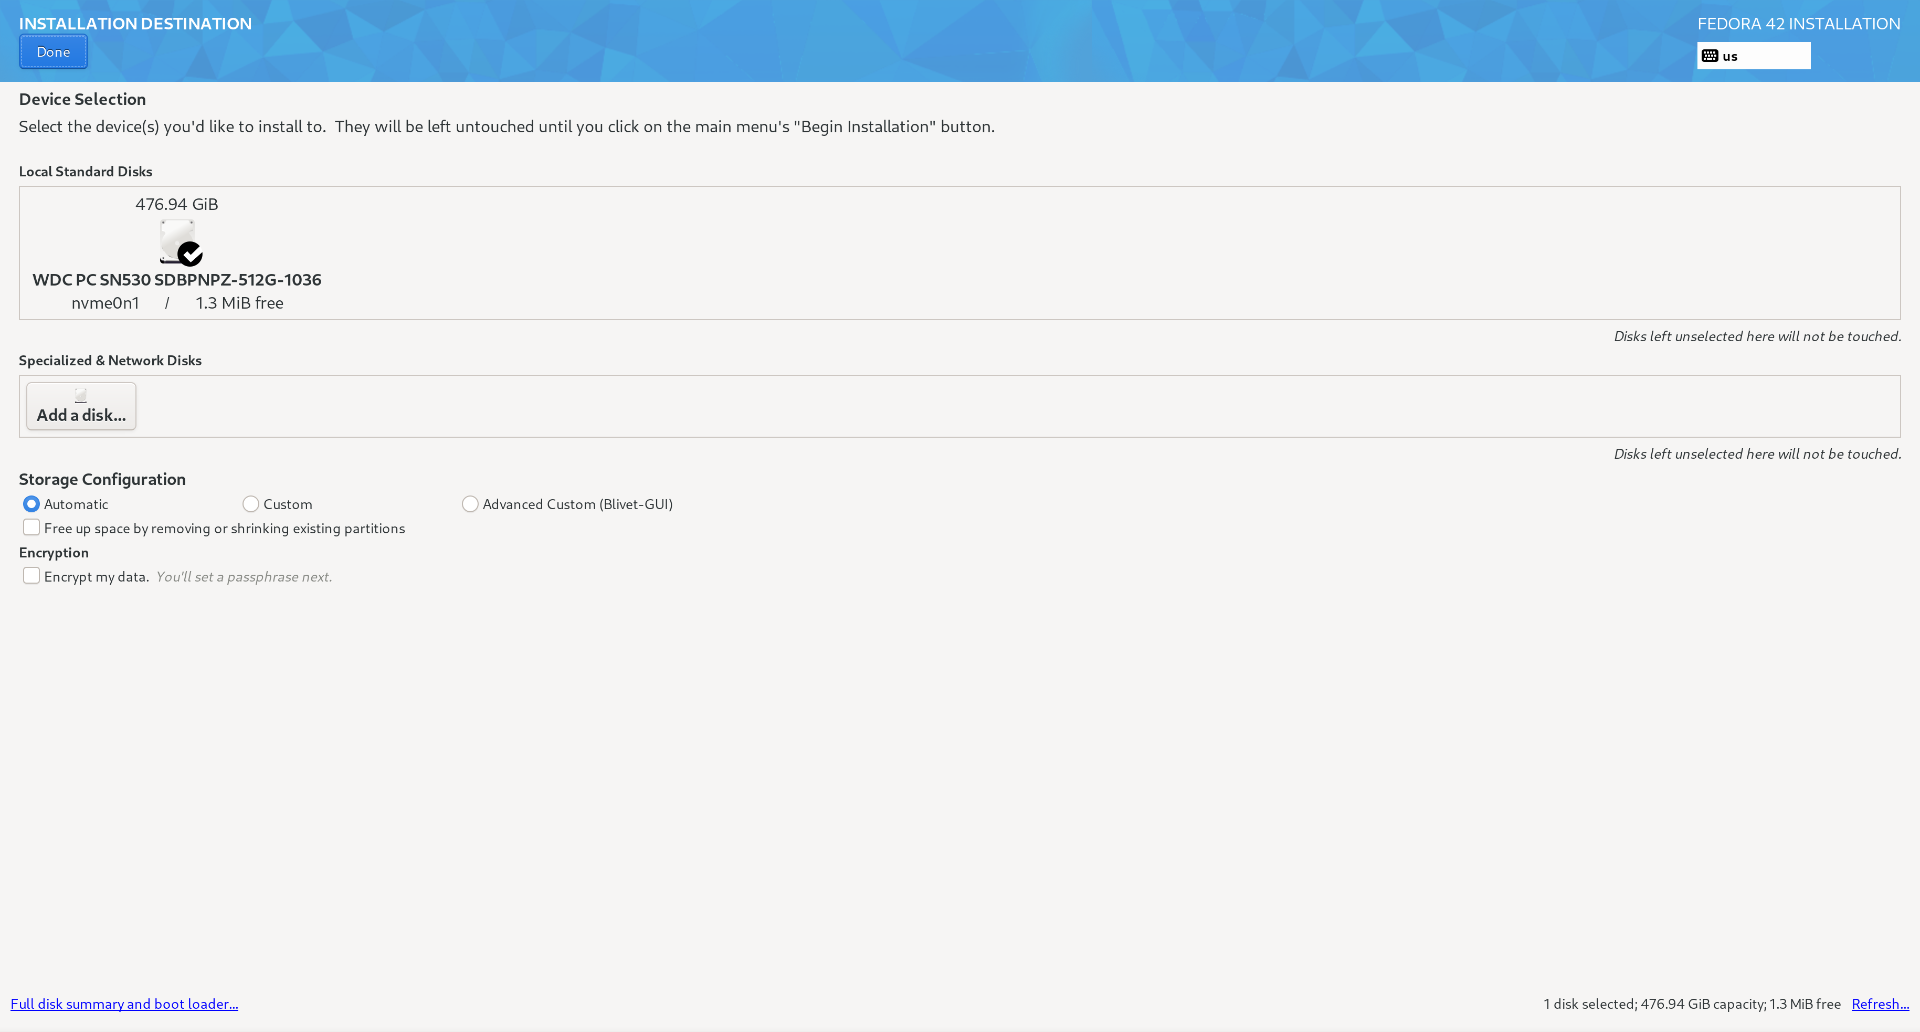 INSTALLATION DESTINATION
FEDORA 42 INSTALLATION
Done
us
Device Selection
Select the device(s) you'd like to install to.  They will be left untouched until you click on the main menu's "Begin Installation" button.
Local Standard Disks
476.94 GiB
WDC PC SN530 SDBPNPZ-512G-1036
nvme0n1 / 1.3 MiB free
Disks left unselected here will not be touched.
Specialized & Network Disks
Add a disk...
Disks left unselected here will not be touched.
Storage Configuration
Automatic Custom Advanced Custom (Blivet-GUI)
Free up space by removing or shrinking existing partitions
Encryption
Encrypt my data. You'll set a passphrase next.
Full disk summary and boot loader... 1 disk selected; 476.94 GiB capacity; 1.3 MiB free Refresh...